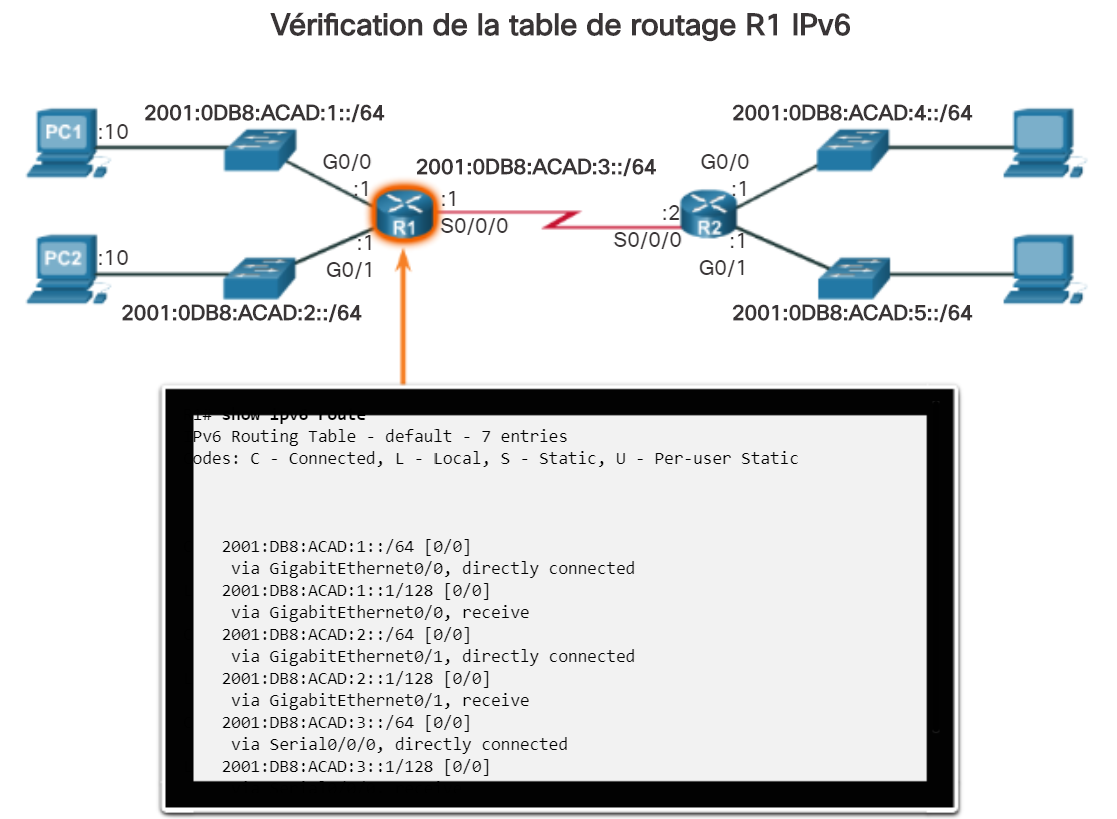 Vérification de la table de routage R1 IPv6
2001:0DB8:ACAD:1::/64
2001:0DB8:ACAD:4::/64
PC1
:10
G0/0
:1
2001:0DB8:ACAD:3::/64
G0/0
:1
:1
R1
S0/0/0
:2
R2
S0/0/0
PC2
:10
:1
G0/1
:1
G0/1
2001:0DB8:ACAD:2::/64
2001:0DB8:ACAD:5::/64
1# show ipv6 route
Pv6 Routing Table - default - 7 entries
odes: C - Connected, L - Local, S - Static, U - Per-user Static
2001:DB8:ACAD:1::/64 [0/0]
via GigabitEthernet0/0, directly connected
2001:DB8:ACAD:1::1/128 [0/0]
via GigabitEthernet0/0, receive
2001:DB8:ACAD:2::/64 [0/0]
via GigabitEthernet0/1, directly connected
2001:DB8:ACAD:2::1/128 [0/0]
via GigabitEthernet0/1, receive
2001:DB8:ACAD:3::/64 [0/0]
via Serial0/0/0, directly connected
2001:DB8:ACAD:3::1/128 [0/0]